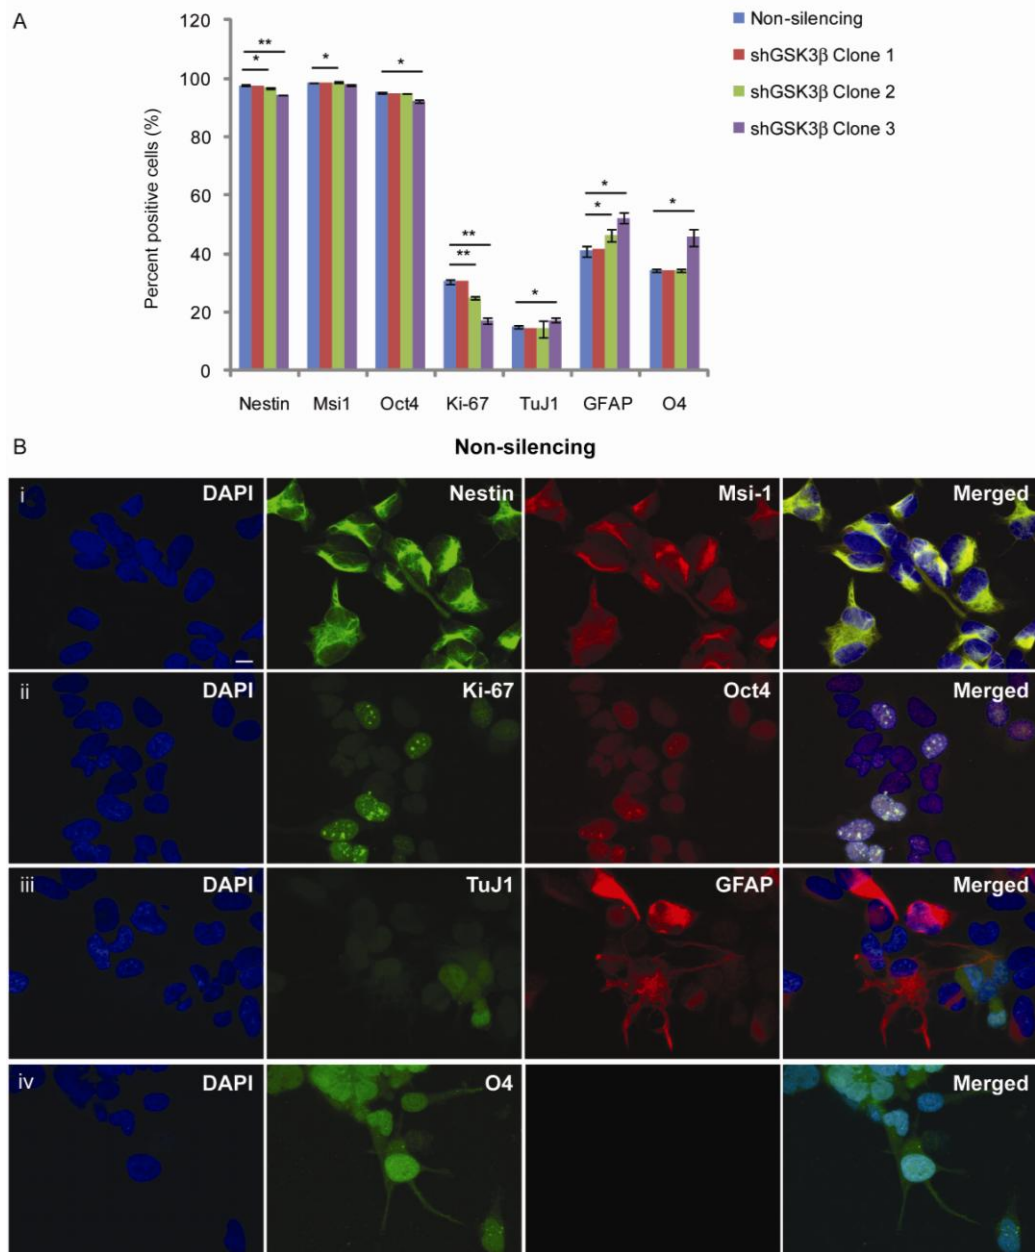 A
120
100
80
60
40
20
0
Percent positive cells (%)
**
*
*
*
**
**
*
*
*
*
Nestin Msi1 Oct4 Ki-67 TuJ1 GFAP O4
Non-silencing
shGSK3β Clone 1
shGSK3β Clone 2
shGSK3β Clone 3
B
Non-silencing
i DAPI Nestin Msi-1 Merged
ii DAPI Ki-67 Oct4 Merged
iii DAPI TuJ1 GFAP Merged
iv DAPI O4 Merged